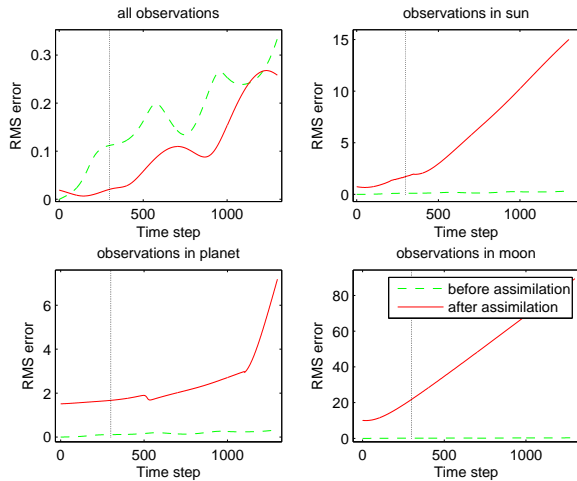 all observations
RMS error
0.3
0.2
0.1
0
0 500 1000
Time step
observations in sun
RMS error
15
10
5
0
0 500 1000
Time step
observations in planet
RMS error
6
4
2
0
0 500 1000
Time step
observations in moon
RMS error
80
60
40
20
0
0 500 1000
Time step
before assimilation
after assimilation